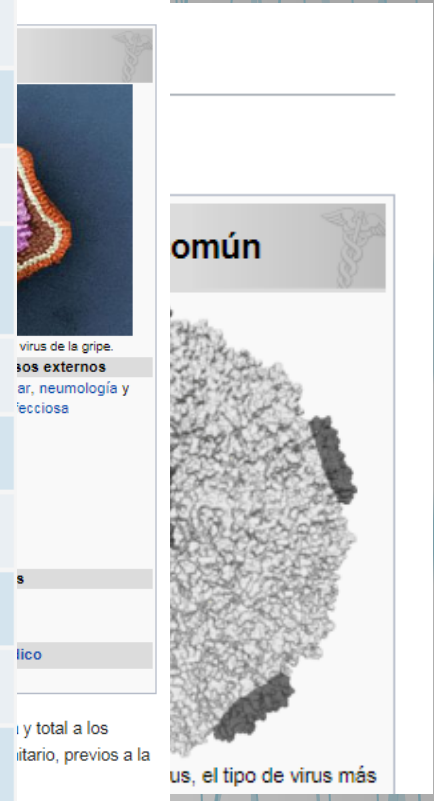 virus de la gripe.
sos externos
ar, neumología y
fecciosa
s
lico
y total a los
itario, previos a la
omún
us, el tipo de virus más